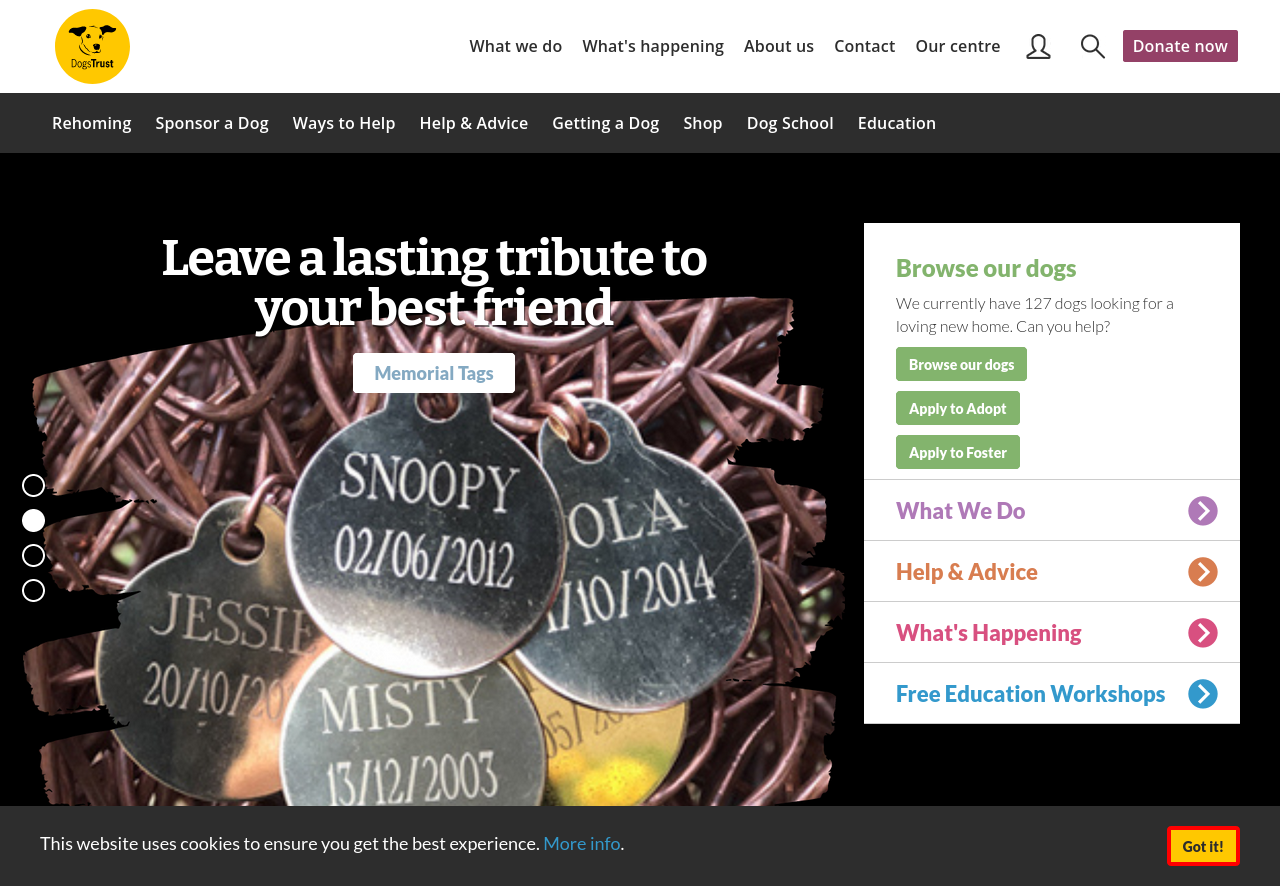 DogsTrust
What we do
What's happening
About us
Contact
Our centre
Donate now
Rehoming
Sponsor a Dog
Ways to Help
Help & Advice
Getting a Dog
Shop
Dog School
Education
Leave a lasting tribute to
your best friend
Memorial Tags
SNOOPY
02/06/2012
OLA
/10/2014
JESSIE
20/10/20
MISTY
13/12/2003
05/20
Browse our dogs
We currently have 127 dogs looking for a
loving new home. Can you help?
Browse our dogs
Apply to Adopt
Apply to Foster
What We Do
Help & Advice
What's Happening
Free Education Workshops
This website uses cookies to ensure you get the best experience. More info.
Got it!